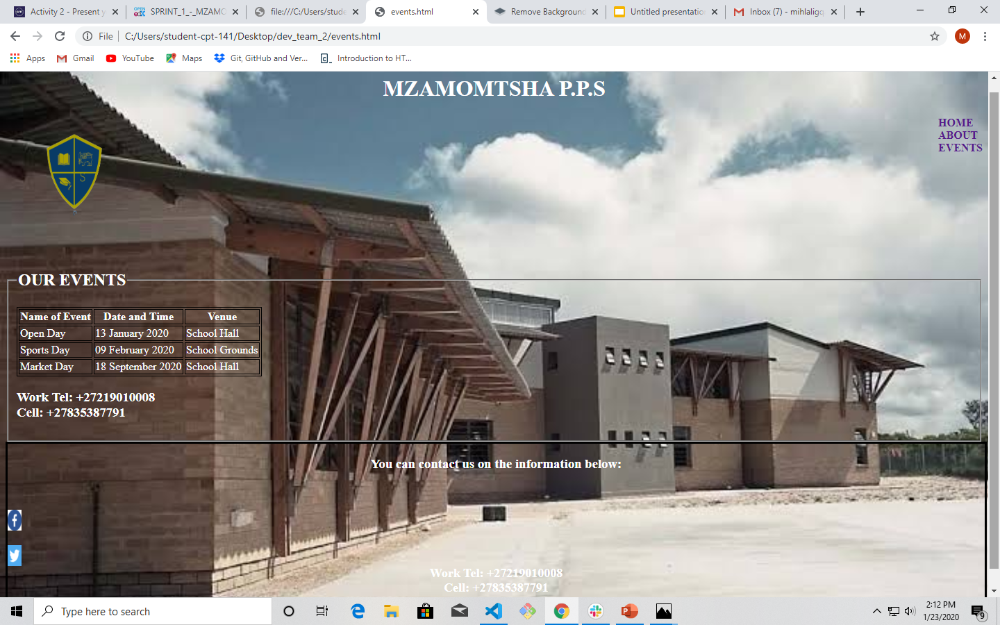 Activity 2 - Present y
SPRINT_1_-_MZAMO
file:///C:/Users/stude
events.html
Remove Background
Untitled presentation
Inbox (7) - mihlaligq
File
C:/Users/student-cpt-141/Desktop/dev_team_2/events.html
M
Apps
Gmail
YouTube
Maps
Git, GitHub and Ver...
Introduction to HT...
MZAMOMTSHA P.P.S
HOME
ABOUT
EVENTS
OUR EVENTS
Name of Event Date and Time Venue
Open Day 13 January 2020 School Hall
Sports Day 09 February 2020 School Grounds
Market Day 18 September 2020 School Hall
Work Tel: +27219010008
Cell: +27835387791
You can contact us on the information below:
Work Tel: +27219010008
Cell: +27835387791
Type here to search
2:12 PM
1/23/2020
9